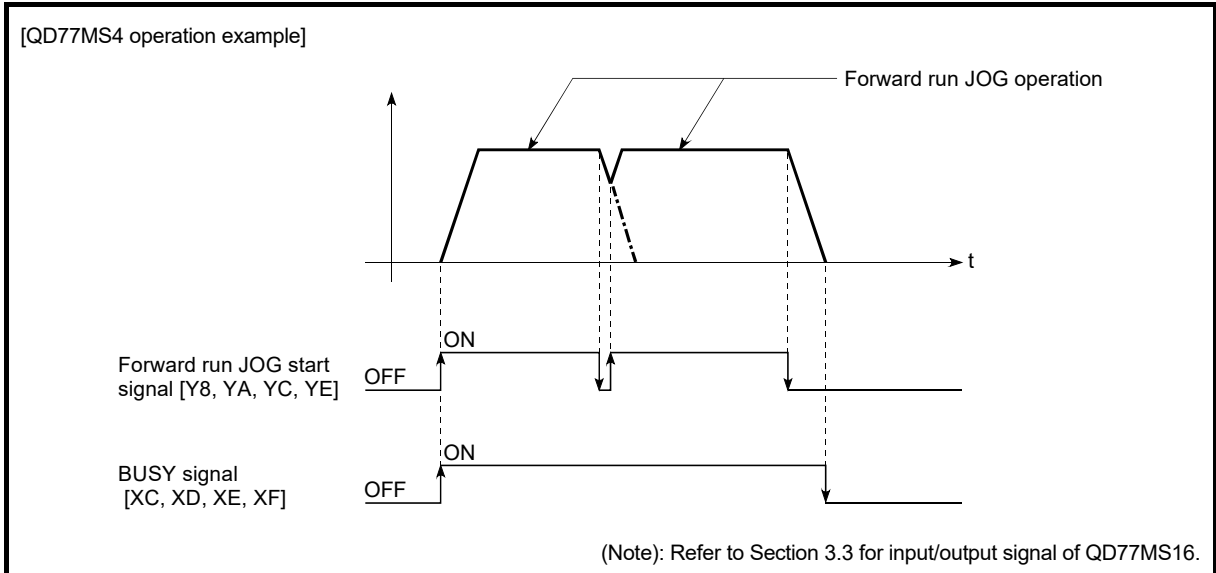 [QD77MS4 operation example]
Forward run JOG operation
t
ON
Forward run JOG start
signal [Y8, YA, YC, YE]
OFF
ON
BUSY signal
[XC, XD, XE, XF]
OFF
(Note): Refer to Section 3.3 for input/output signal of QD77MS16.